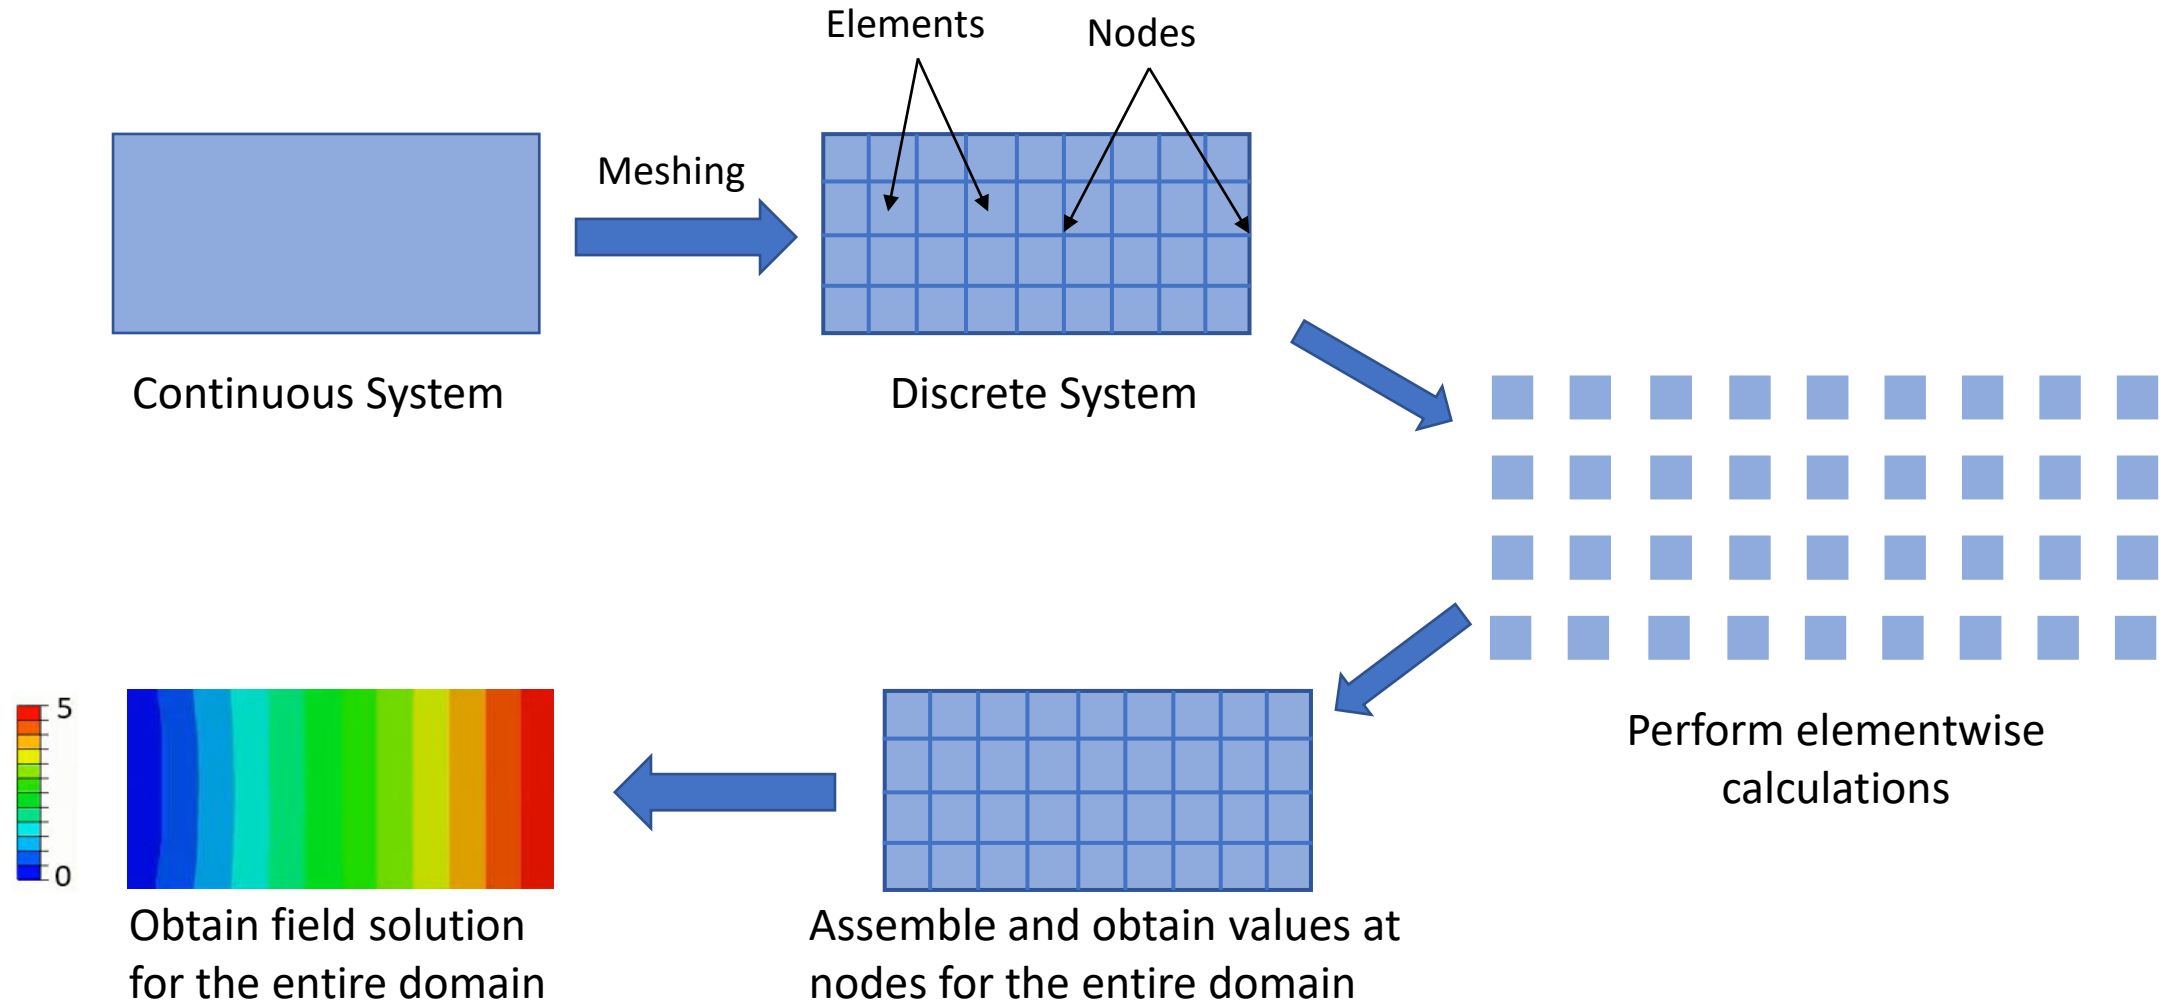 Elements
Nodes
Meshing
Continuous System
Discrete System
Perform elementwise
calculations
5
0
Obtain field solution
for the entire domain
Assemble and obtain values at
nodes for the entire domain